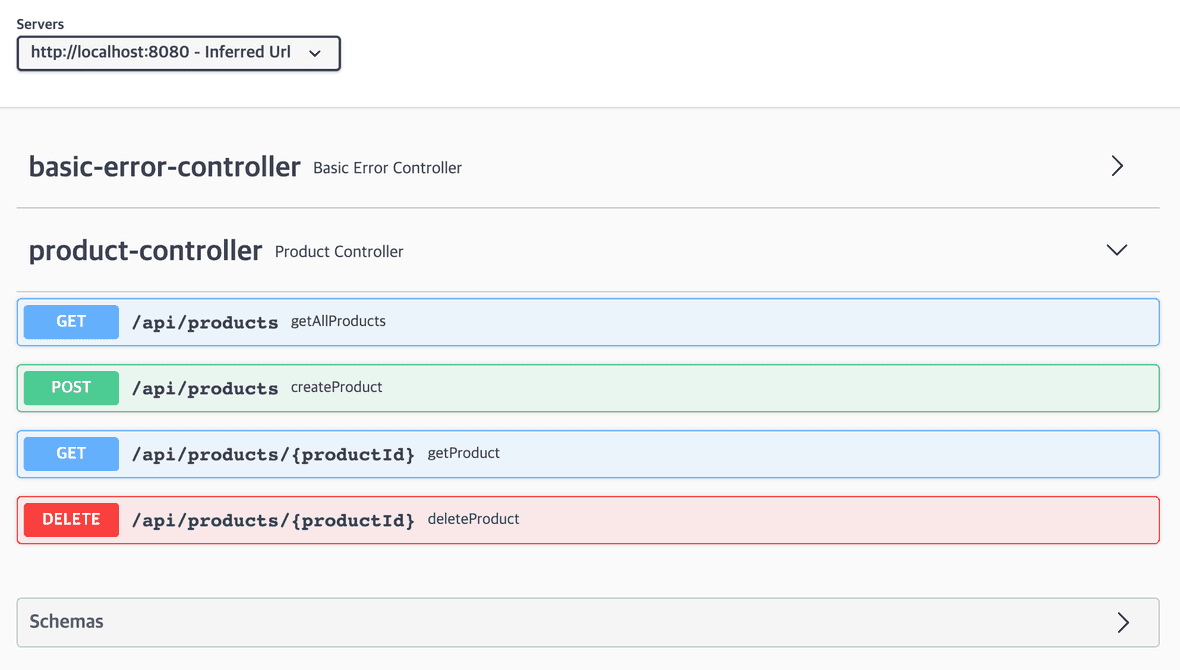 Servers
http://localhost:8080 - Inferred Url
basic-error-controller Basic Error Controller
product-controller Product Controller
GET /api/products getAllProducts
POST /api/products createProduct
GET /api/products/{productId} getProduct
DELETE /api/products/{productId} deleteProduct
Schemas